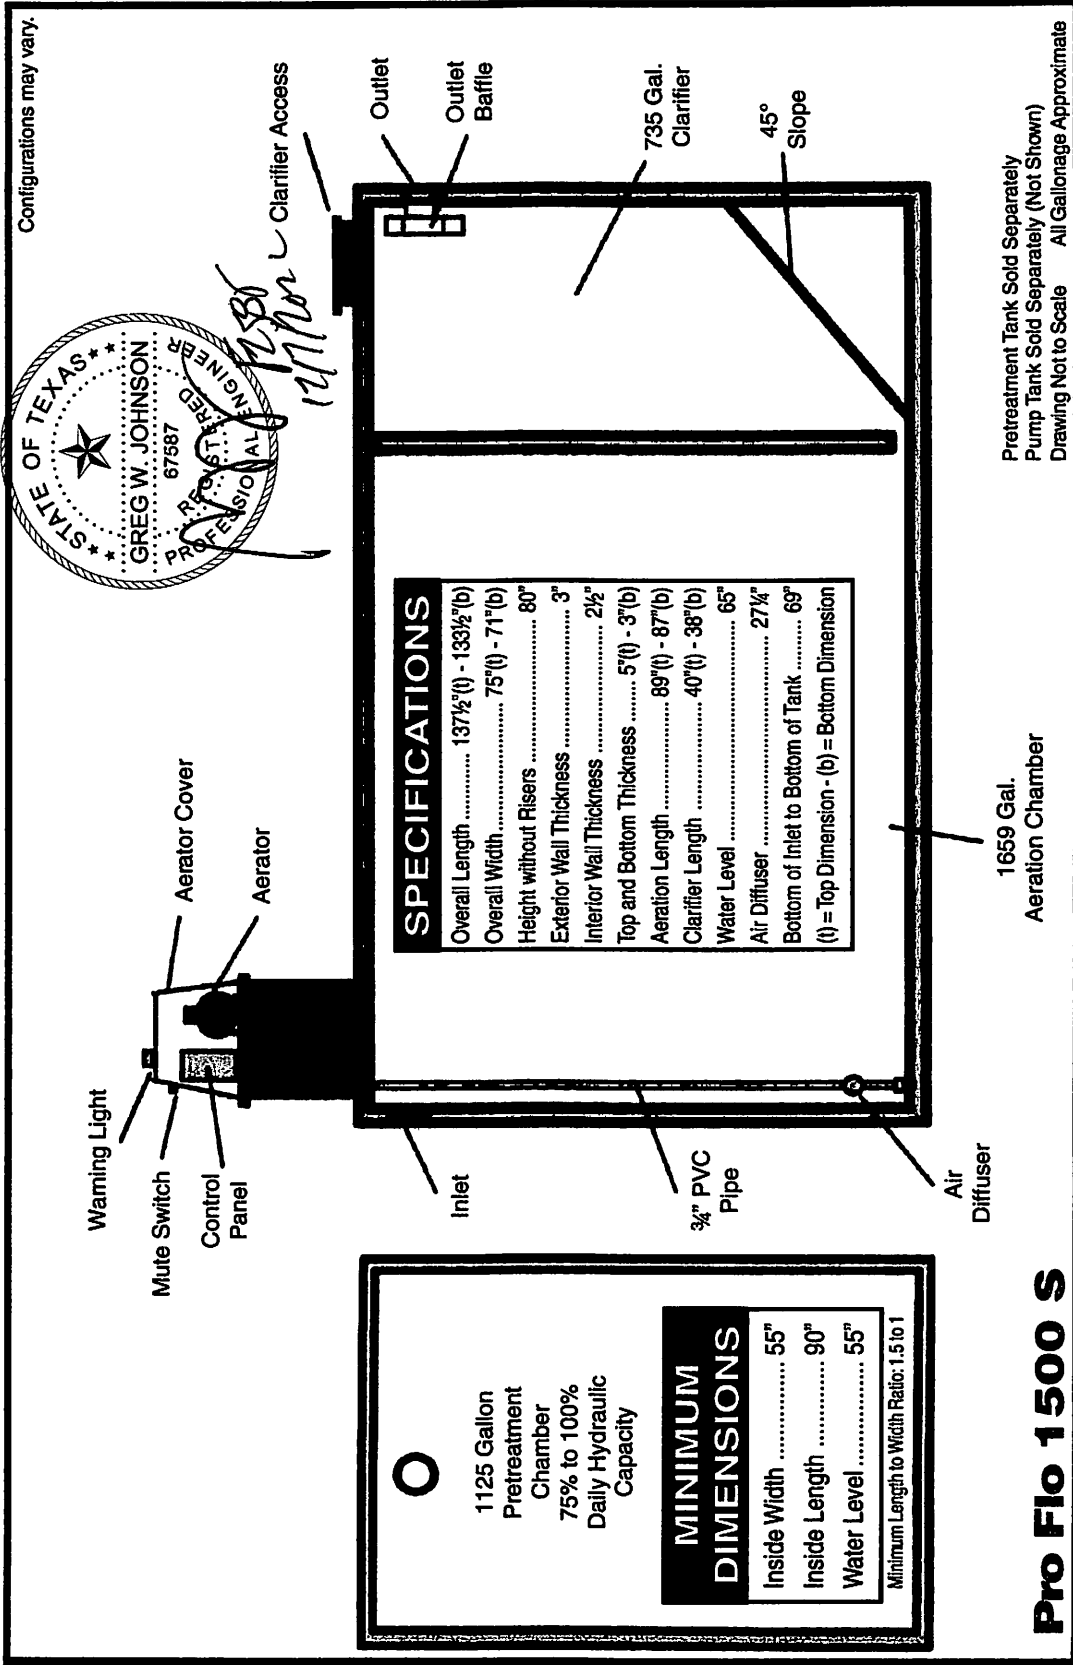 Configurations may vary.
STATE OF TEXAS
GREG W. JOHNSON
67587
REGISTERED
PROFESSIONAL ENGINEER
Warning Light
Mute Switch
Control
Panel
Aerator Cover
Aerator
Clarifier Access
Outlet
Outlet
Baffle
735 Gal.
Clarifier
45°
Slope
Inlet
¾" PVC
Pipe
Air
Diffuser
1125 Gallon
Pretreatment
Chamber
75% to 100%
Daily Hydraulic
Capacity
MINIMUM
DIMENSIONS
Inside Width ............ 55"
Inside Length ........... 90"
Water Level ............. 55"
Minimum Length to Width Ratio: 1.5 to 1
SPECIFICATIONS
Overall Length ............ 137½"(t) - 133½"(b)
Overall Width ............ 75"(t) - 71"(b)
Height without Risers ............ 80"
Exterior Wall Thickness ............ 3"
Interior Wall Thickness ............ 2½"
Top and Bottom Thickness ........ 5"(t) - 3"(b)
Aeration Length ............ 89"(t) - 87"(b)
Clarifier Length ............ 40"(t) - 38"(b)
Water Level ............ 65"
Air Diffuser ............ 27¼"
Bottom of Inlet to Bottom of Tank .......... 69"
(t) = Top Dimension - (b) = Bottom Dimension
1659 Gal.
Aeration Chamber
Pro Flo 1500 S
Pretreatment Tank Sold Separately
Pump Tank Sold Separately (Not Shown)
Drawing Not to Scale All Gallonage Approximate